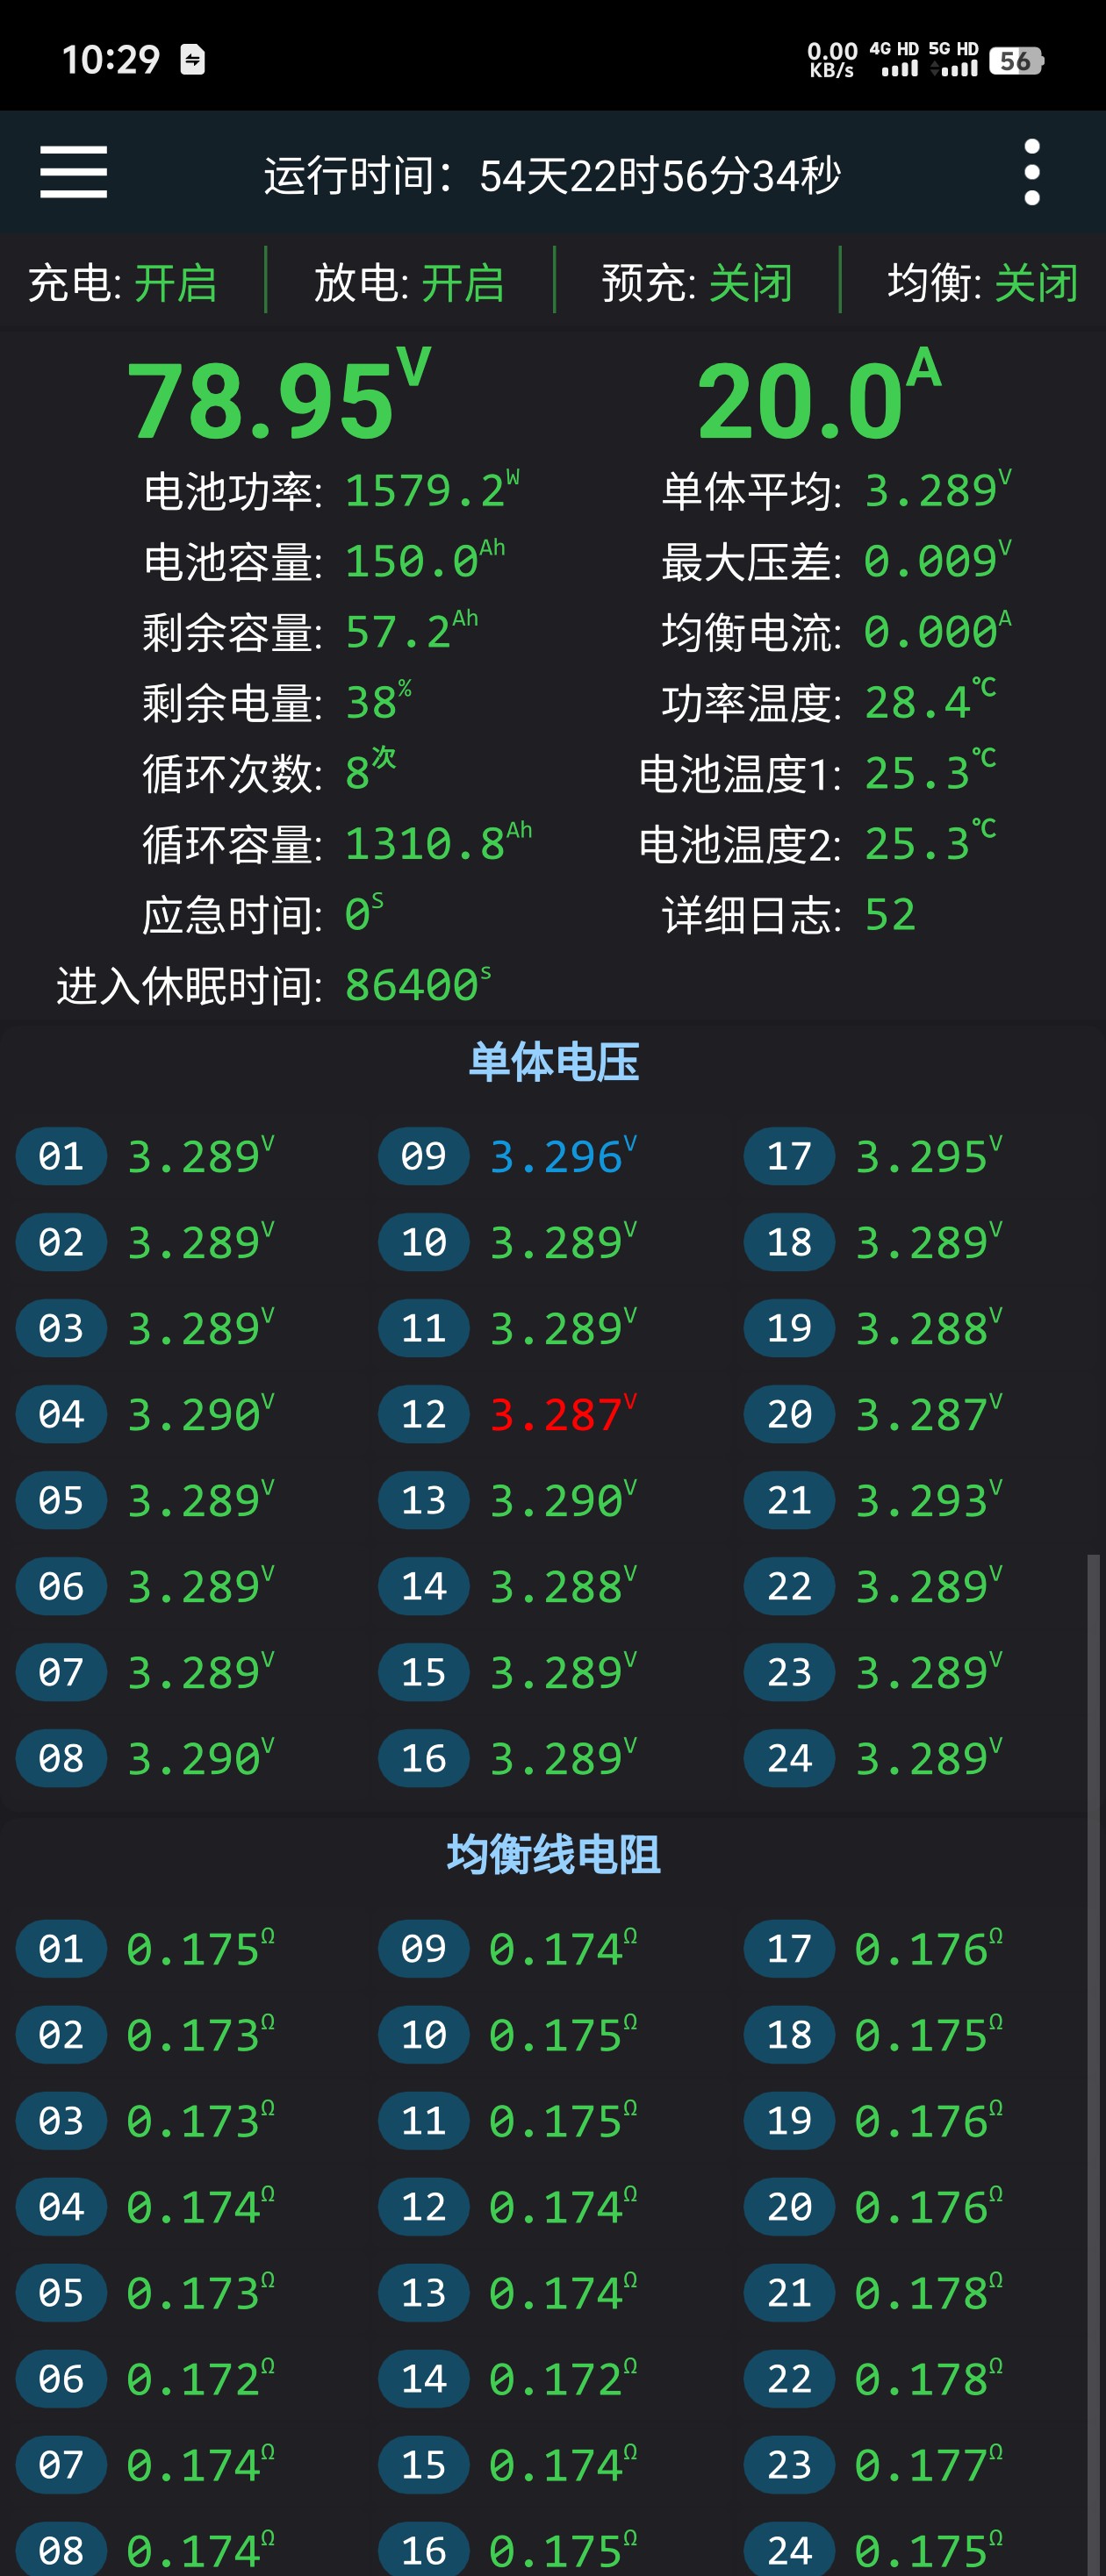 10:29 0.00 KB/s 4G HD 5G HD 56
运行时间：54天22时56分34秒
充电: 开启 放电: 开启 预充: 关闭 均衡: 关闭
78.95V 20.0A
电池功率: 1579.2W 单体平均: 3.289V
电池容量: 150.0Ah 最大压差: 0.009V
剩余容量: 57.2Ah 均衡电流: 0.000A
剩余电量: 38% 功率温度: 28.4℃
循环次数: 8次 电池温度1: 25.3℃
循环容量: 1310.8Ah 电池温度2: 25.3℃
应急时间: 0S 详细日志: 52
进入休眠时间: 86400s
单体电压
01 3.289V 09 3.296V 17 3.295V
02 3.289V 10 3.289V 18 3.289V
03 3.289V 11 3.289V 19 3.288V
04 3.290V 12 3.287V 20 3.287V
05 3.289V 13 3.290V 21 3.293V
06 3.289V 14 3.288V 22 3.289V
07 3.289V 15 3.289V 23 3.289V
08 3.290V 16 3.289V 24 3.289V
均衡线电阻
01 0.175Ω 09 0.174Ω 17 0.176Ω
02 0.173Ω 10 0.175Ω 18 0.175Ω
03 0.173Ω 11 0.175Ω 19 0.176Ω
04 0.174Ω 12 0.174Ω 20 0.176Ω
05 0.173Ω 13 0.174Ω 21 0.178Ω
06 0.172Ω 14 0.172Ω 22 0.178Ω
07 0.174Ω 15 0.174Ω 23 0.177Ω
08 0.174Ω 16 0.175Ω 24 0.175Ω